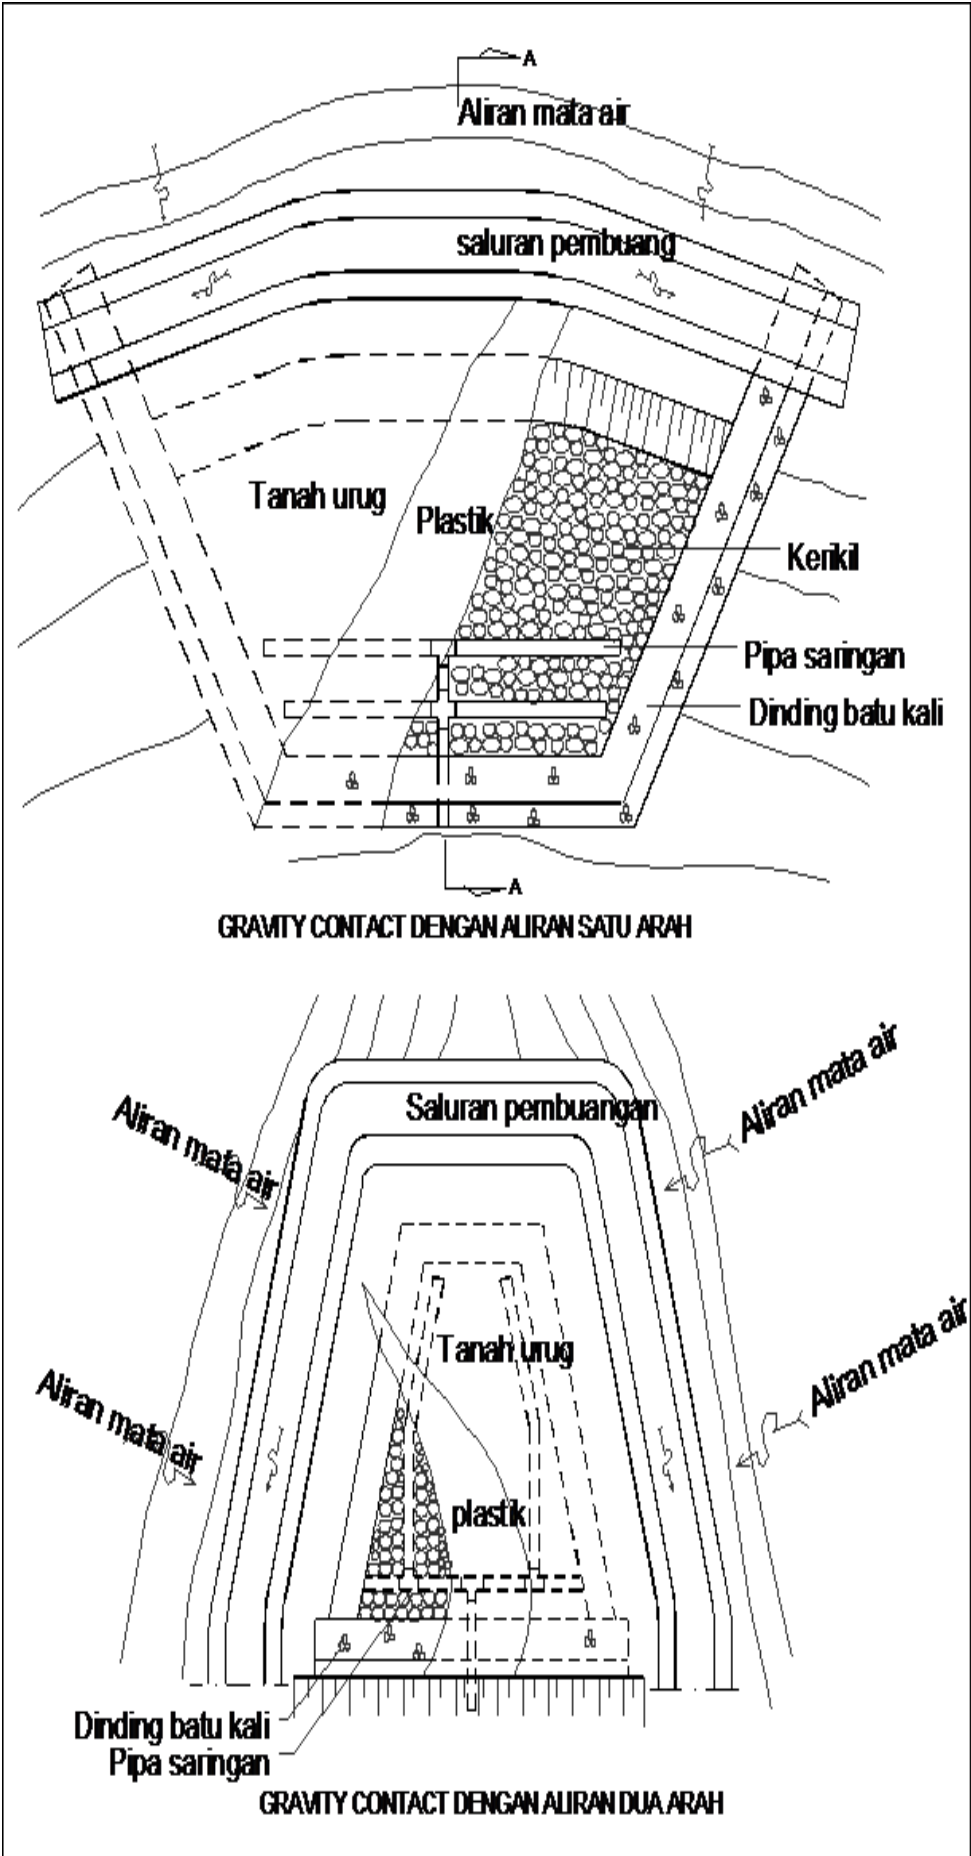 A
Aliran mata air
saluran pembuang
Tanah urug
Plastik
Kerikil
Pipa saringan
Dinding batu kali
A
GRAVITY CONTACT DENGAN ALIRAN SATU ARAH
Aliran mata air
Saluran pembuangan
Aliran mata air
Tanah urug
Aliran mata air
Aliran mata air
plastik
Dinding batu kali
Pipa saringan
GRAVITY CONTACT DENGAN ALIRAN DUA ARAH